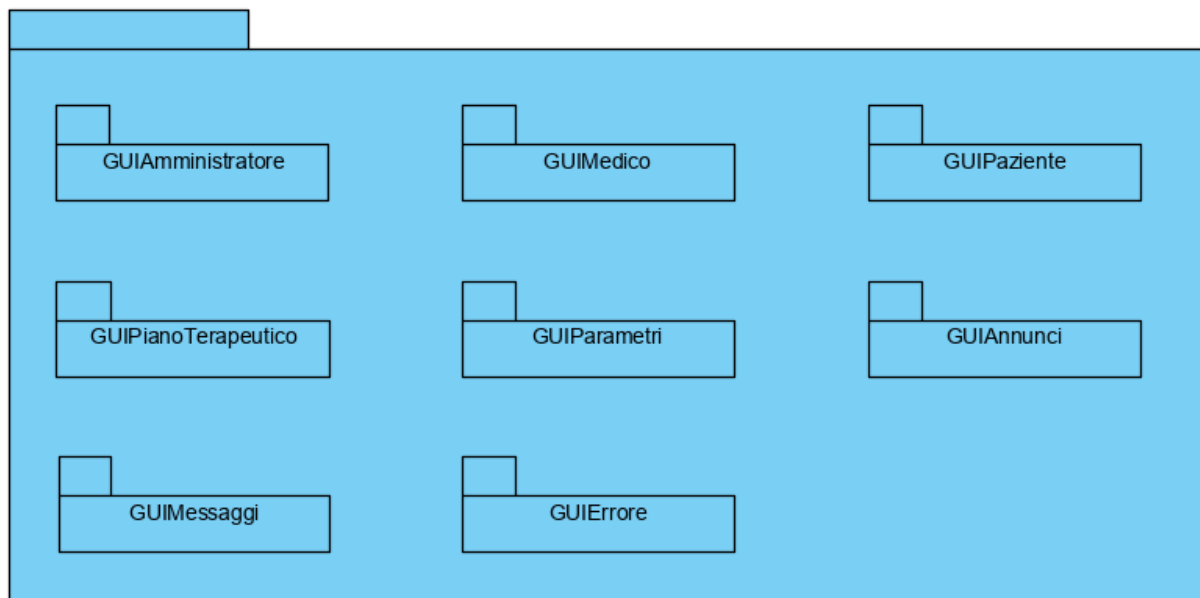 GUIAmministratore
GUIMedico
GUIPaziente
GUIPianoTerapeutico
GUIParametri
GUIAnnunci
GUIMessaggi
GUIErrore